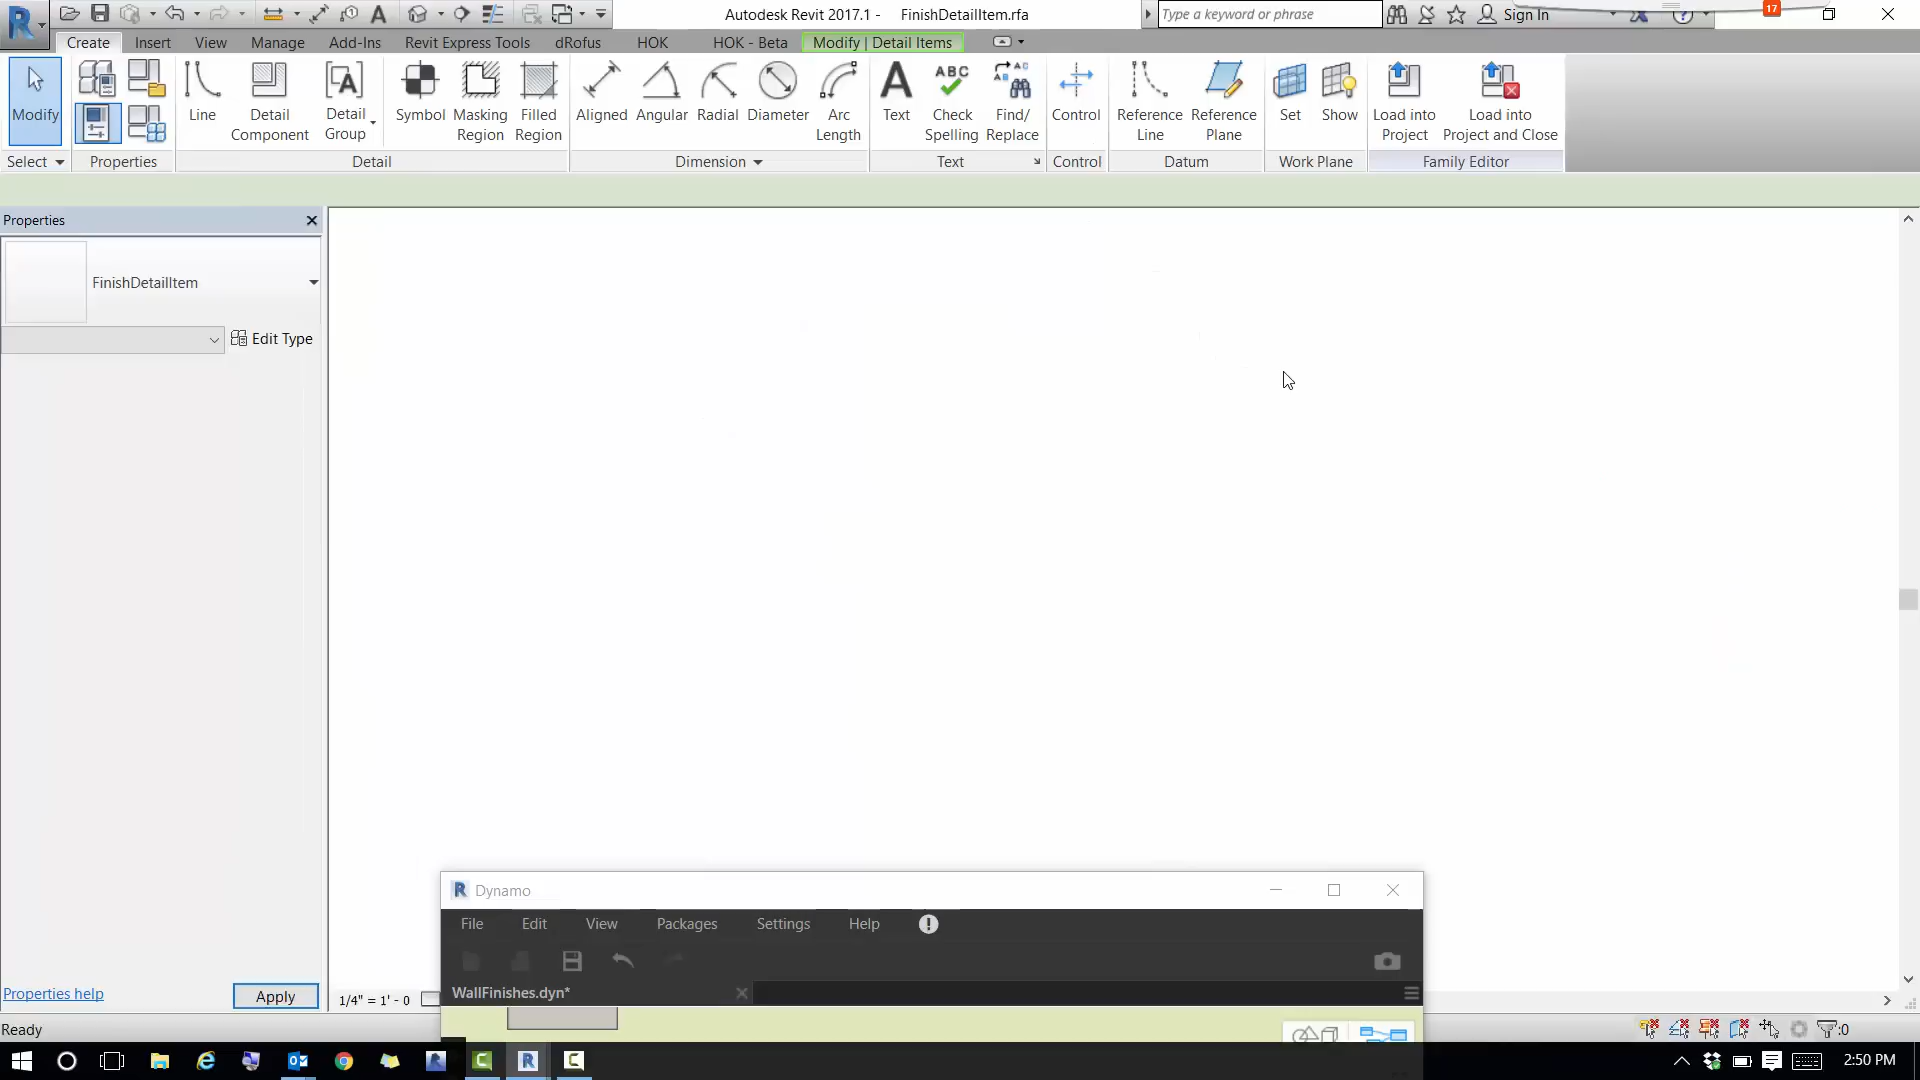 Autodesk Revit 2017.1 - FinishDetailItem.rfa
Type a keyword or phrase
Sign In
17
Create Insert View Manage Add-Ins Revit Express Tools dRofus HOK HOK - Beta Modify | Detail Items
Modify
Line
Detail Component
Detail Group
Symbol
Masking Region
Filled Region
Aligned
Angular
Radial
Diameter
Arc Length
A
Text
ABC
Check Spelling
Find/ Replace
Control
Reference Line
Reference Plane
Set
Show
Load into Project
Load into Project and Close
Select Properties Detail Dimension Text Control Datum Work Plane Family Editor
Properties
FinishDetailItem
Edit Type
Properties help
Apply
1/4" = 1' - 0
Ready
:0
Dynamo
File Edit View Packages Settings Help
WallFinishes.dyn*
2:50 PM